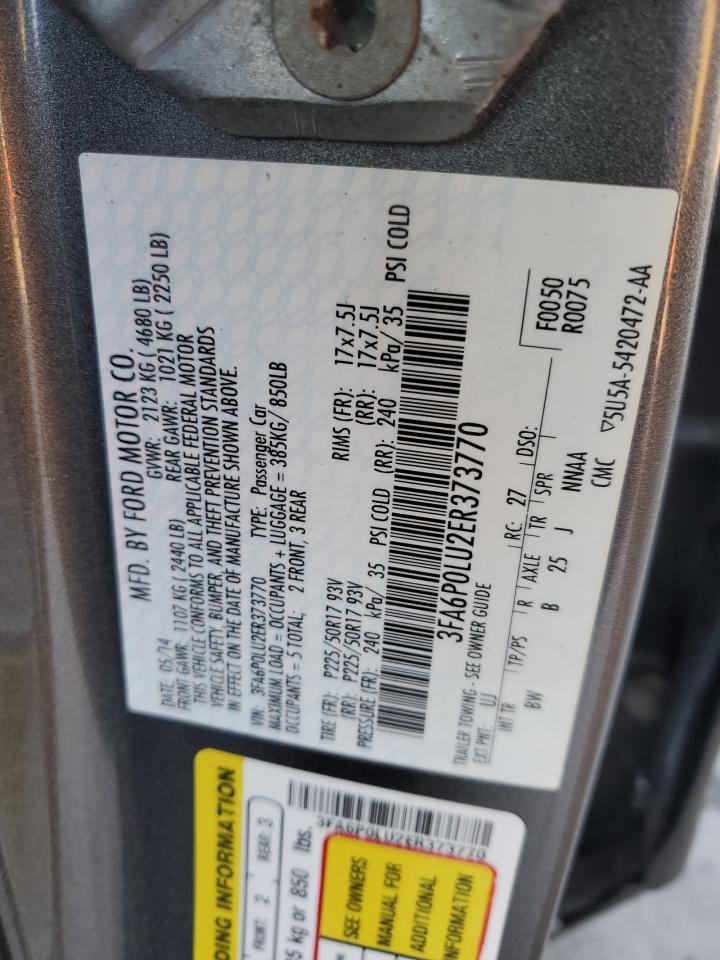 MFD. BY FORD MOTOR CO.
DATE: 05/14 GVWR: 2123 KG ( 4680 LB)
FRONT GAWR: 1107 KG ( 2440 LB) REAR GAWR: 1021 KG ( 2250 LB)
THIS VEHICLE CONFORMS TO ALL APPLICABLE FEDERAL MOTOR
VEHICLE SAFETY, BUMPER, AND THEFT PREVENTION STANDARDS
IN EFFECT ON THE DATE OF MANUFACTURE SHOWN ABOVE.
VIN: 3FA6P0LU2ER373770 TYPE: Passenger Car
MAXIMUM LOAD = OCCUPANTS + LUGGAGE = 385KG/ 850LB
OCCUPANTS = 5 TOTAL; 2 FRONT, 3 REAR
TIRE (FR): P225/50R17 93V RIMS (FR): 17x7.5J
(RR): P225/50R17 93V (RR): 17x7.5J
PRESSURE (FR): 240 kPa/ 35 PSI COLD (RR): 240 kPa/ 35 PSI COLD
3FA6P0LU2ER373770
TRAILER TOWING - SEE OWNER GUIDE
EXT PNT: UJ RC: 27 DSO: F0050
R0075
INT TR TP/PS R AXLE TR SPR
BW B 25 J NNAA
CMC ▽5U5A-5420472-AA
DING INFORMATION
FRONT: 2 REAR: 3
kg or 850 lbs.
3FA6P0LU2ER373770
SEE OWNERS
MANUAL FOR
ADDITIONAL
INFORMATION